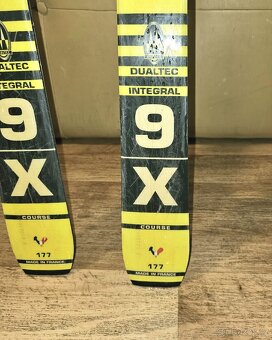 DUALTEC
INTEGRAL
9
X
COURSE
177
MADE IN FRANCE
DUALTEC
INTEGRAL
9
X
COURSE
177
MADE IN FRANCE